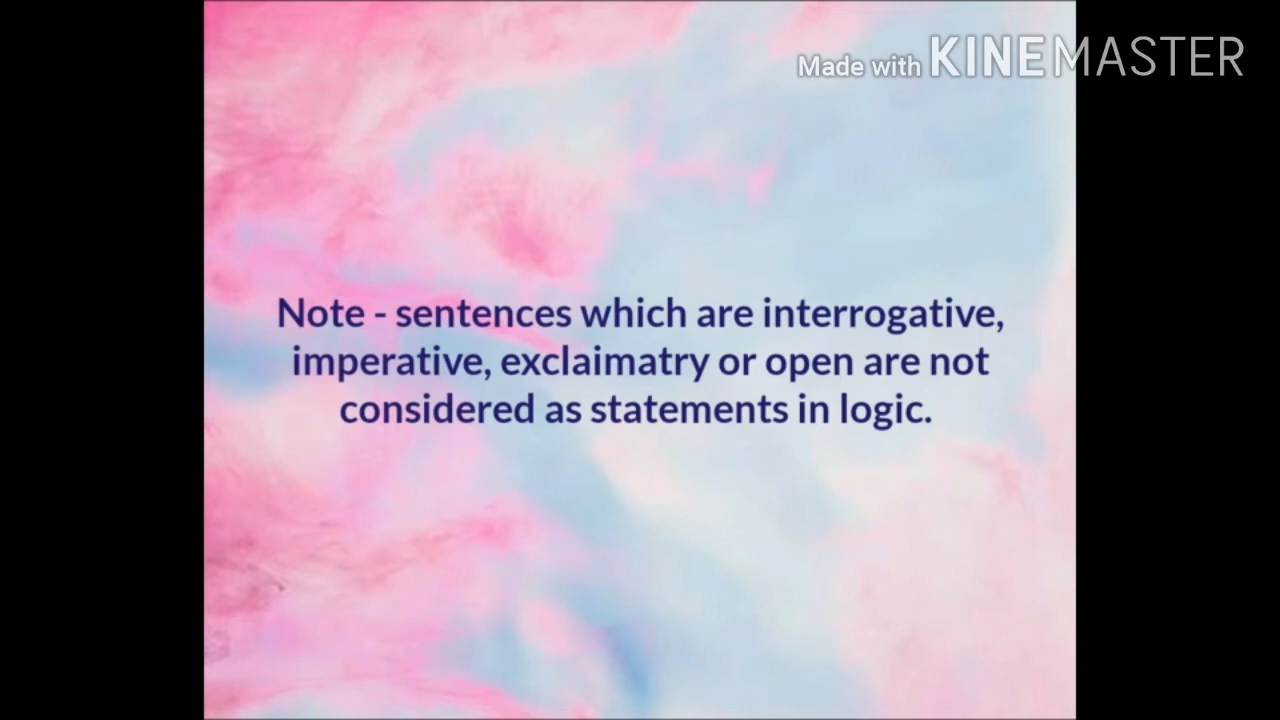 Made with KINEMASTER
Note - sentences which are interrogative,
imperative, exclaimatry or open are not
considered as statements in logic.